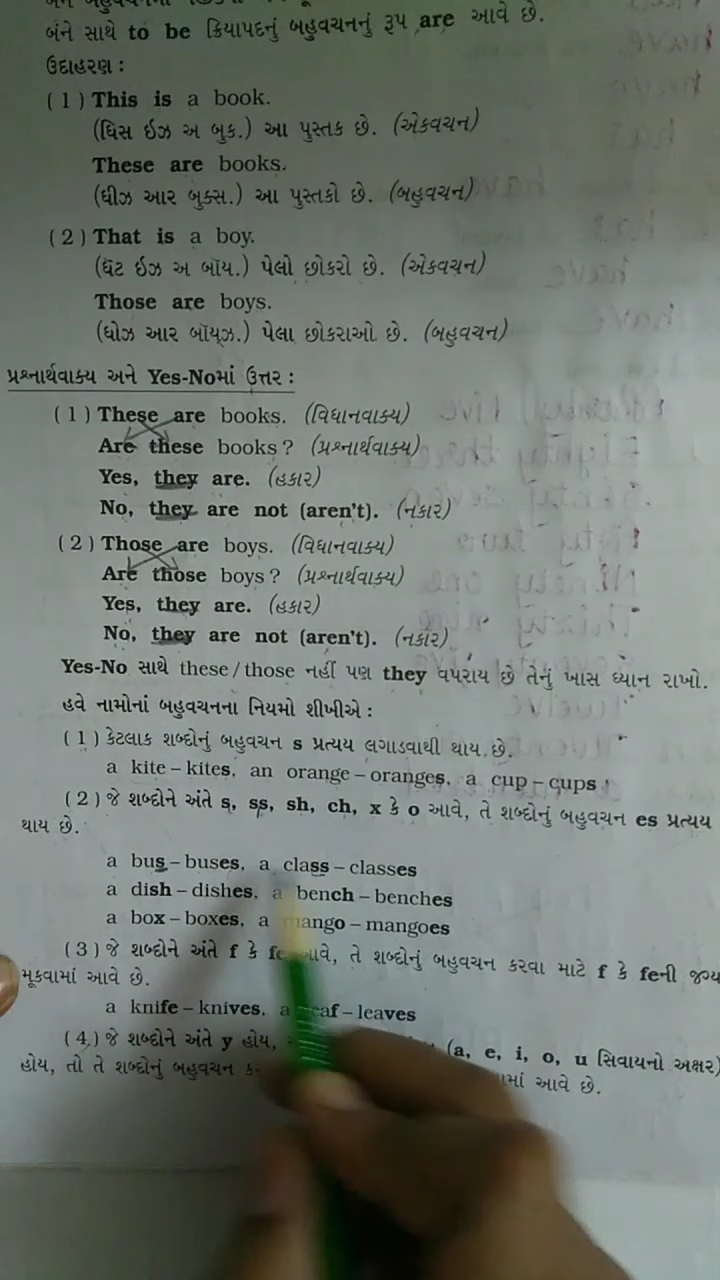 બંને સાથે to be ક્રિયાપદનું બહુવચનનું રૂપ are આવે છે.
ઉદાહરણ :
( 1 ) This is a book.
(ધિસ ઇઝ અ બુક.) આ પુસ્તક છે. (એકવચન)
These are books.
(ધીઝ આર બુક્સ.) આ પુસ્તકો છે. (બહુવચન)
( 2 ) That is a boy.
(ધૅટ ઇઝ અ બૉય.) પેલો છોકરો છે. (એકવચન)
Those are boys.
(ધોઝ આર બૉય્ઝ.) પેલા છોકરાઓ છે. (બહુવચન)
પ્રશ્નાર્થવાક્ય અને Yes-Noમાં ઉત્તર :
( 1 ) These are books. (વિધાનવાક્ય)
Are these books? (પ્રશ્નાર્થવાક્ય)
Yes, they are. (હકાર)
No, they are not (aren't). (નકાર)
( 2 ) Those are boys. (વિધાનવાક્ય)
Are those boys? (પ્રશ્નાર્થવાક્ય)
Yes, they are. (હકાર)
No, they are not (aren't). (નકાર)
Yes-No સાથે these/those નહીં પણ they વપરાય છે તેનું ખાસ ધ્યાન રાખો.
હવે નામોનાં બહુવચનના નિયમો શીખીએ :
( 1 ) કેટલાક શબ્દોનું બહુવચન s પ્રત્યય લગાડવાથી થાય છે.
a kite – kites, an orange – oranges, a cup – cups
( 2 ) જે શબ્દોને અંતે s, ss, sh, ch, x કે o આવે, તે શબ્દોનું બહુવચન es પ્રત્યય
થાય છે.
a bus – buses, a class – classes
a dish – dishes, a bench – benches
a box – boxes, a mango – mangoes
( 3 ) જે શબ્દોને અંતે f કે fe આવે, તે શબ્દોનું બહુવચન કરવા માટે f કે feની
મૂકવામાં આવે છે.
a knife – knives, a leaf – leaves
( 4 ) જે શબ્દોને અંતે y હોય, (a, e, i, o, u સિવાયનો અક્ષર)
હોય, તો તે શબ્દોનું બહુવચન આવે છે.